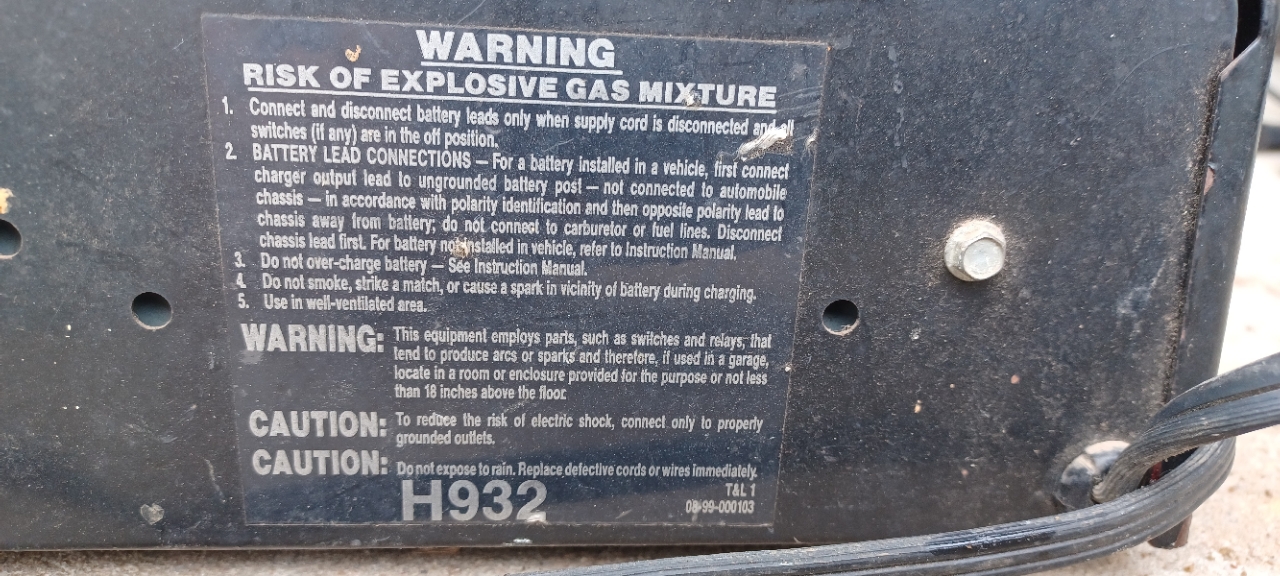 WARNING
RISK OF EXPLOSIVE GAS MIXTURE
1. Connect and disconnect battery leads only when supply cord is disconnected and all
switches (if any) are in the off position.
2. BATTERY LEAD CONNECTIONS — For a battery installed in a vehicle, first connect
charger output lead to ungrounded battery post — not connected to automobile
chassis — in accordance with polarity identification and then opposite polarity lead to
chassis away from battery; do not connect to carburetor or fuel lines. Disconnect
chassis lead first. For battery not installed in vehicle, refer to Instruction Manual.
3. Do not over-charge battery — See Instruction Manual.
4. Do not smoke, strike a match, or cause a spark in vicinity of battery during charging.
5. Use in well-ventilated area.
WARNING: This equipment employs parts, such as switches and relays, that
tend to produce arcs or sparks and therefore, if used in a garage,
locate in a room or enclosure provided for the purpose or not less
than 18 inches above the floor.
CAUTION: To reduce the risk of electric shock, connect only to properly
grounded outlets.
CAUTION: Do not expose to rain. Replace defective cords or wires immediately.
H932
T&L 1
08-99-000103